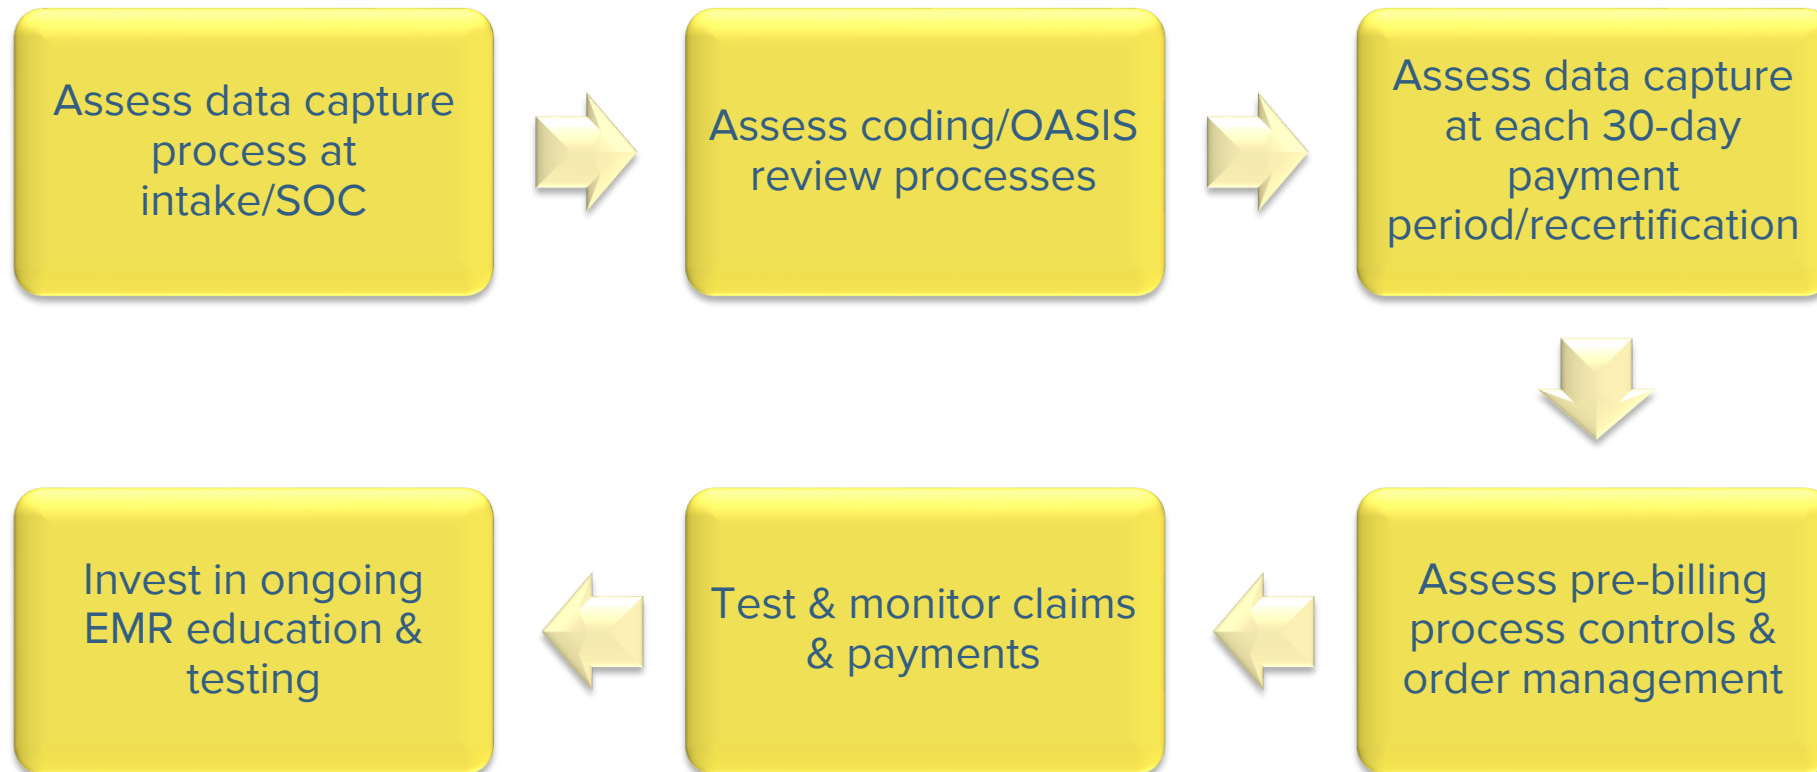 Assess data capture
process at
intake/SOC
Assess coding/OASIS
review processes
Assess data capture
at each 30-day
payment
period/recertification
Assess pre-billing
process controls &
order management
Test & monitor claims
& payments
Invest in ongoing
EMR education &
testing